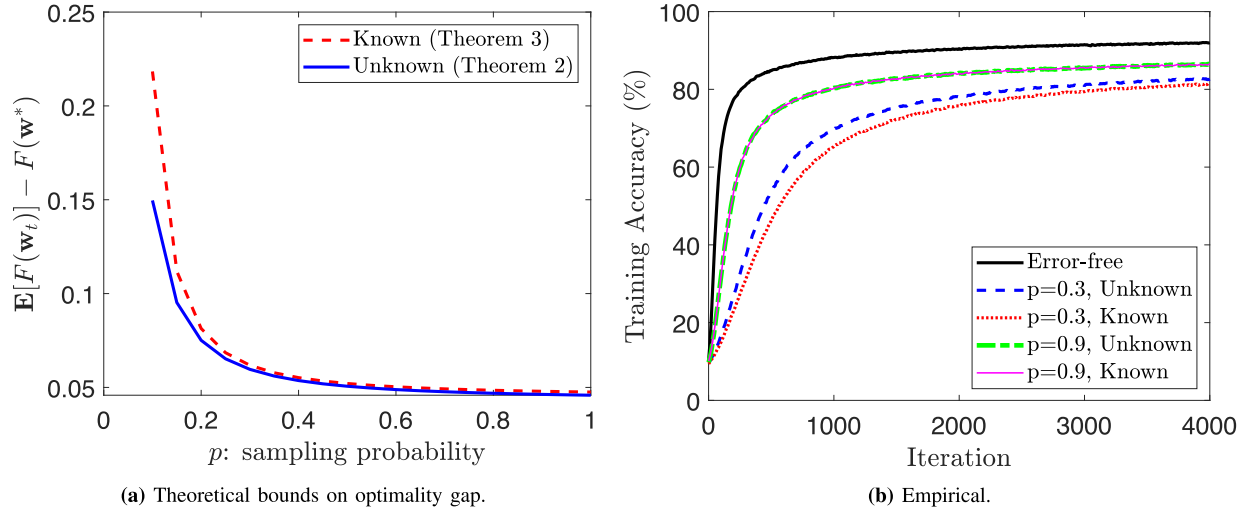 0.25
0.2
0.15
0.1
0.05
E[F(w_t)] − F(w*)
Known (Theorem 3)
Unknown (Theorem 2)
0 0.2 0.4 0.6 0.8 1
p: sampling probability
(a) Theoretical bounds on optimality gap.
100
80
60
40
20
0
Training Accuracy (%)
Error-free
p=0.3, Unknown
p=0.3, Known
p=0.9, Unknown
p=0.9, Known
0 1000 2000 3000 4000
Iteration
(b) Empirical.